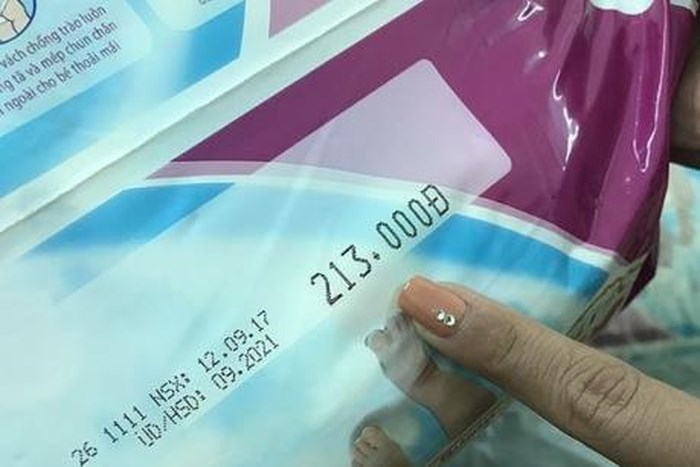 vách chống trào luôn
tã và mép chun chân
ngoài cho bé thoải mái
213.000Đ
26 1111 NSX: 12.09.17
UD/HSD: 09.2021